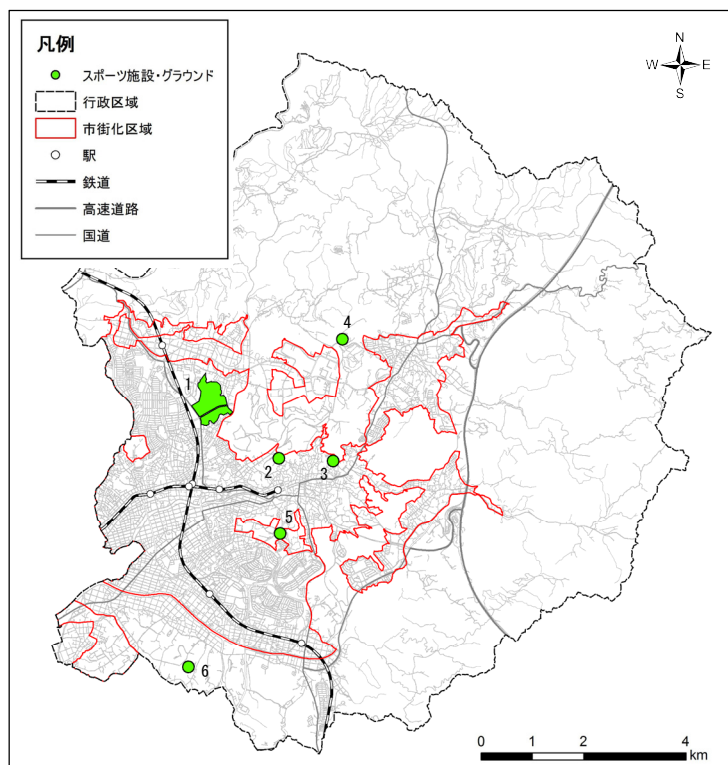 凡例
スポーツ施設・グラウンド
行政区域
市街化区域
駅
鉄道
高速道路
国道
N
W E
S
4
1
2
3
5
6
0 1 2 4
km